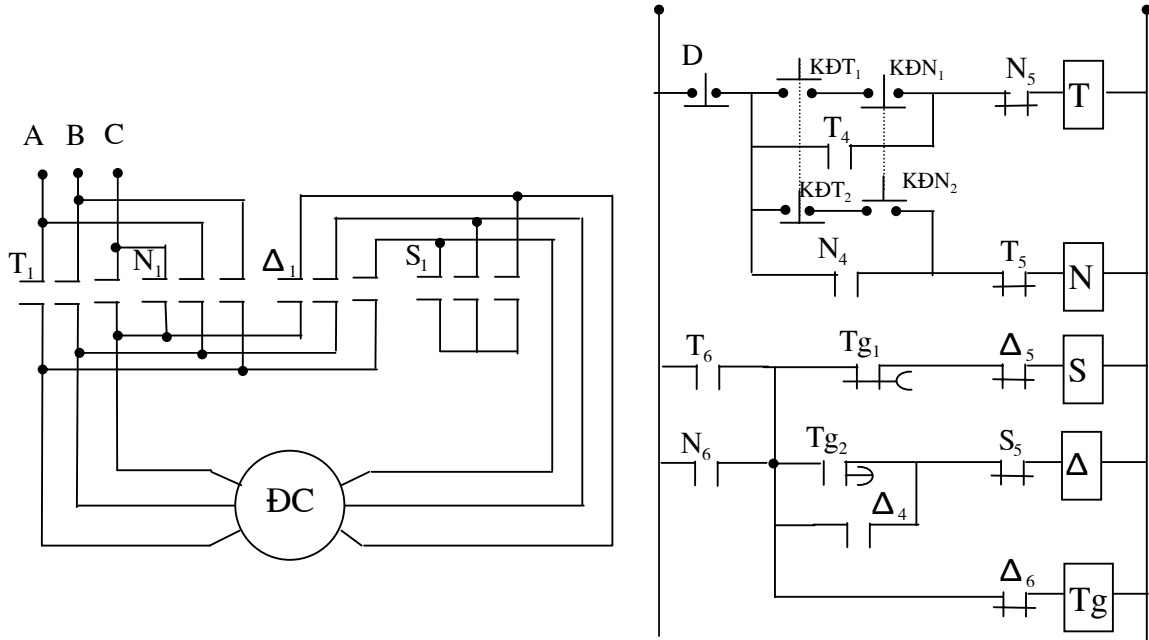 A B C
T₁ N₁ Δ₁ S₁
ĐC
D KĐT₁ KĐN₁ N₅ T
T₄
KĐT₂ KĐN₂
N₄ T₅ N
T₆ Tg₁ Δ₅ S
N₆ Tg₂ S₅ Δ
Δ₄
Δ₆ Tg